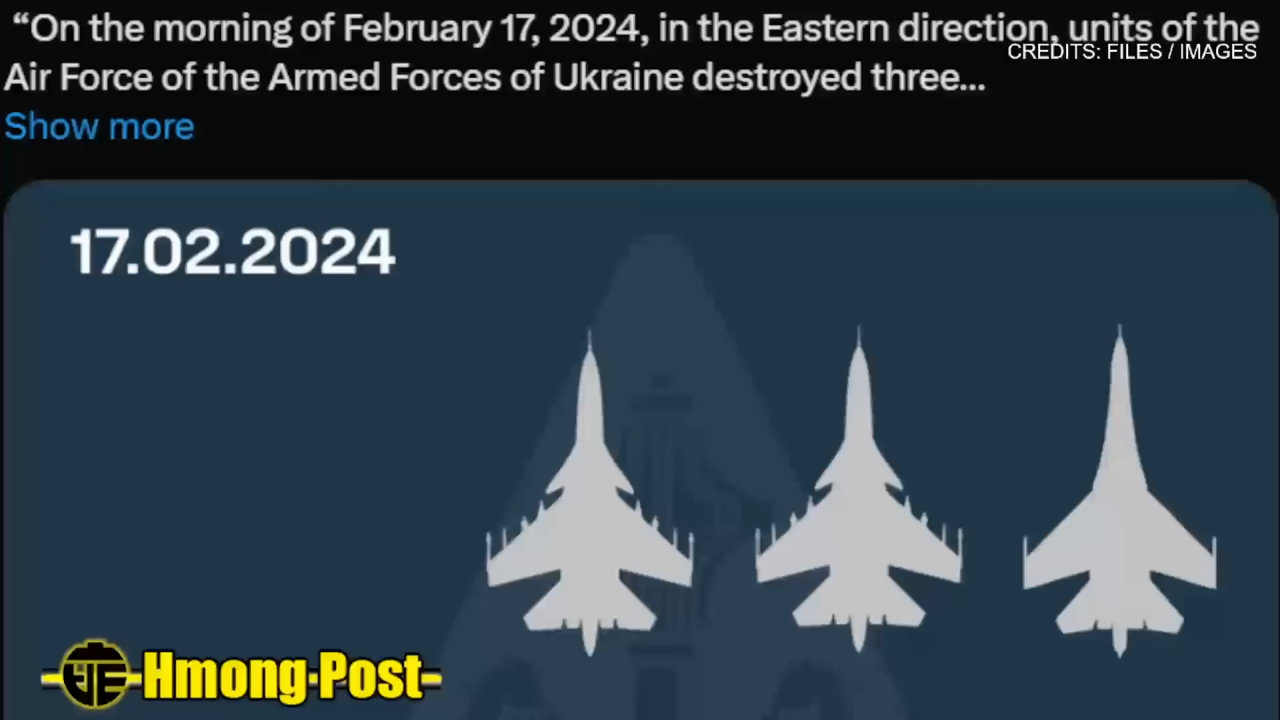 “On the morning of February 17, 2024, in the Eastern direction, units of the
CREDITS: FILES / IMAGES
Air Force of the Armed Forces of Ukraine destroyed three...
Show more
17.02.2024
Hmong Post